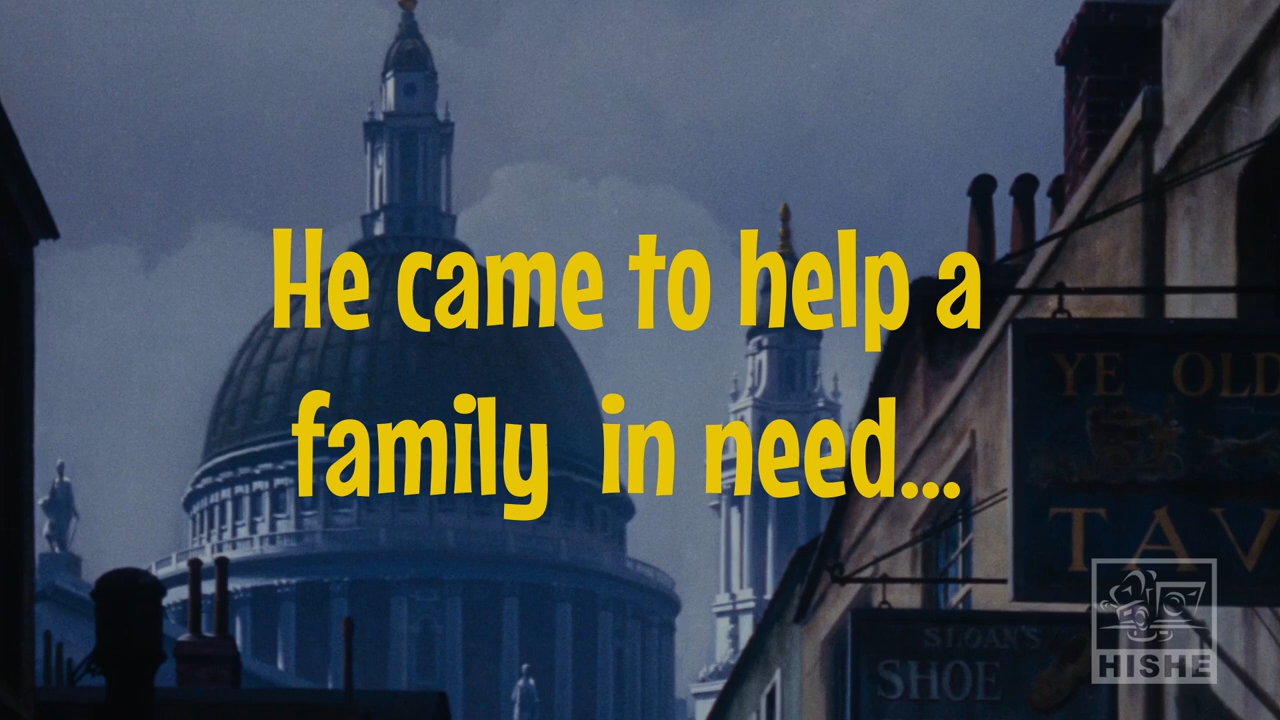 He came to help a
family in need...
YE OLD
TAV
SLOAN'S
SHOE
HISHE